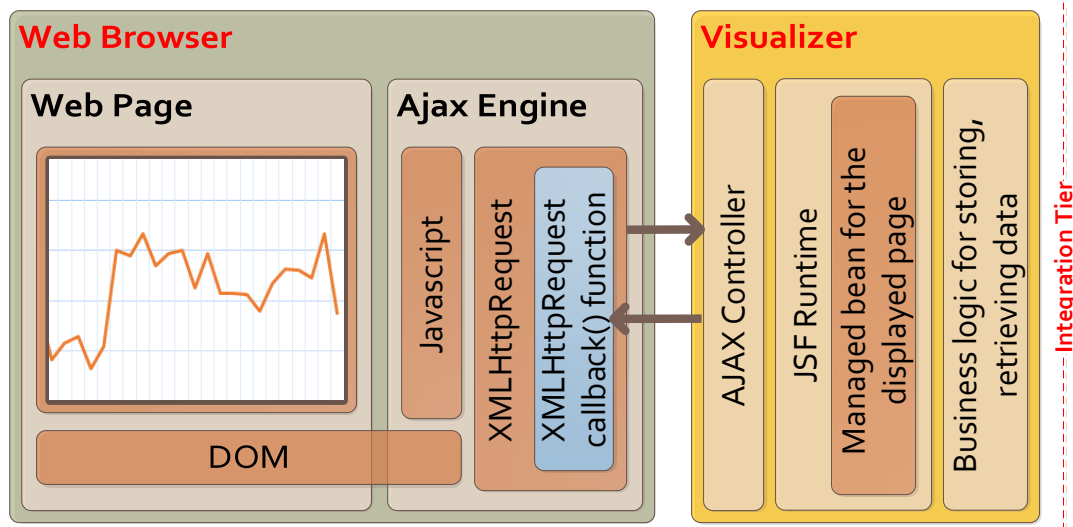 Web Browser
Web Page
DOM
Ajax Engine
Javascript
XMLHttpRequest
XMLHttpRequest
callback() function
Visualizer
AJAX Controller
JSF Runtime
Managed bean for the
displayed page
Business logic for storing,
retrieving data
Integration Tier